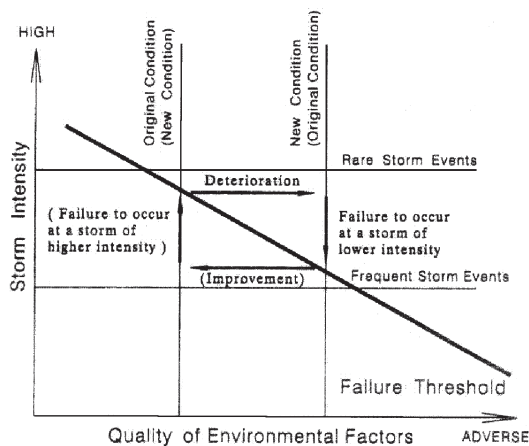 HIGH
Original Condition
(New Condition)
New Condition
(Original Condition)
Rare Storm Events
Deterioration
( Failure to occur
at a storm of
higher intensity )
Failure to occur
at a storm of
lower intensity
(Improvement)
Frequent Storm Events
Storm Intensity
Failure Threshold
Quality of Environmental Factors
ADVERSE